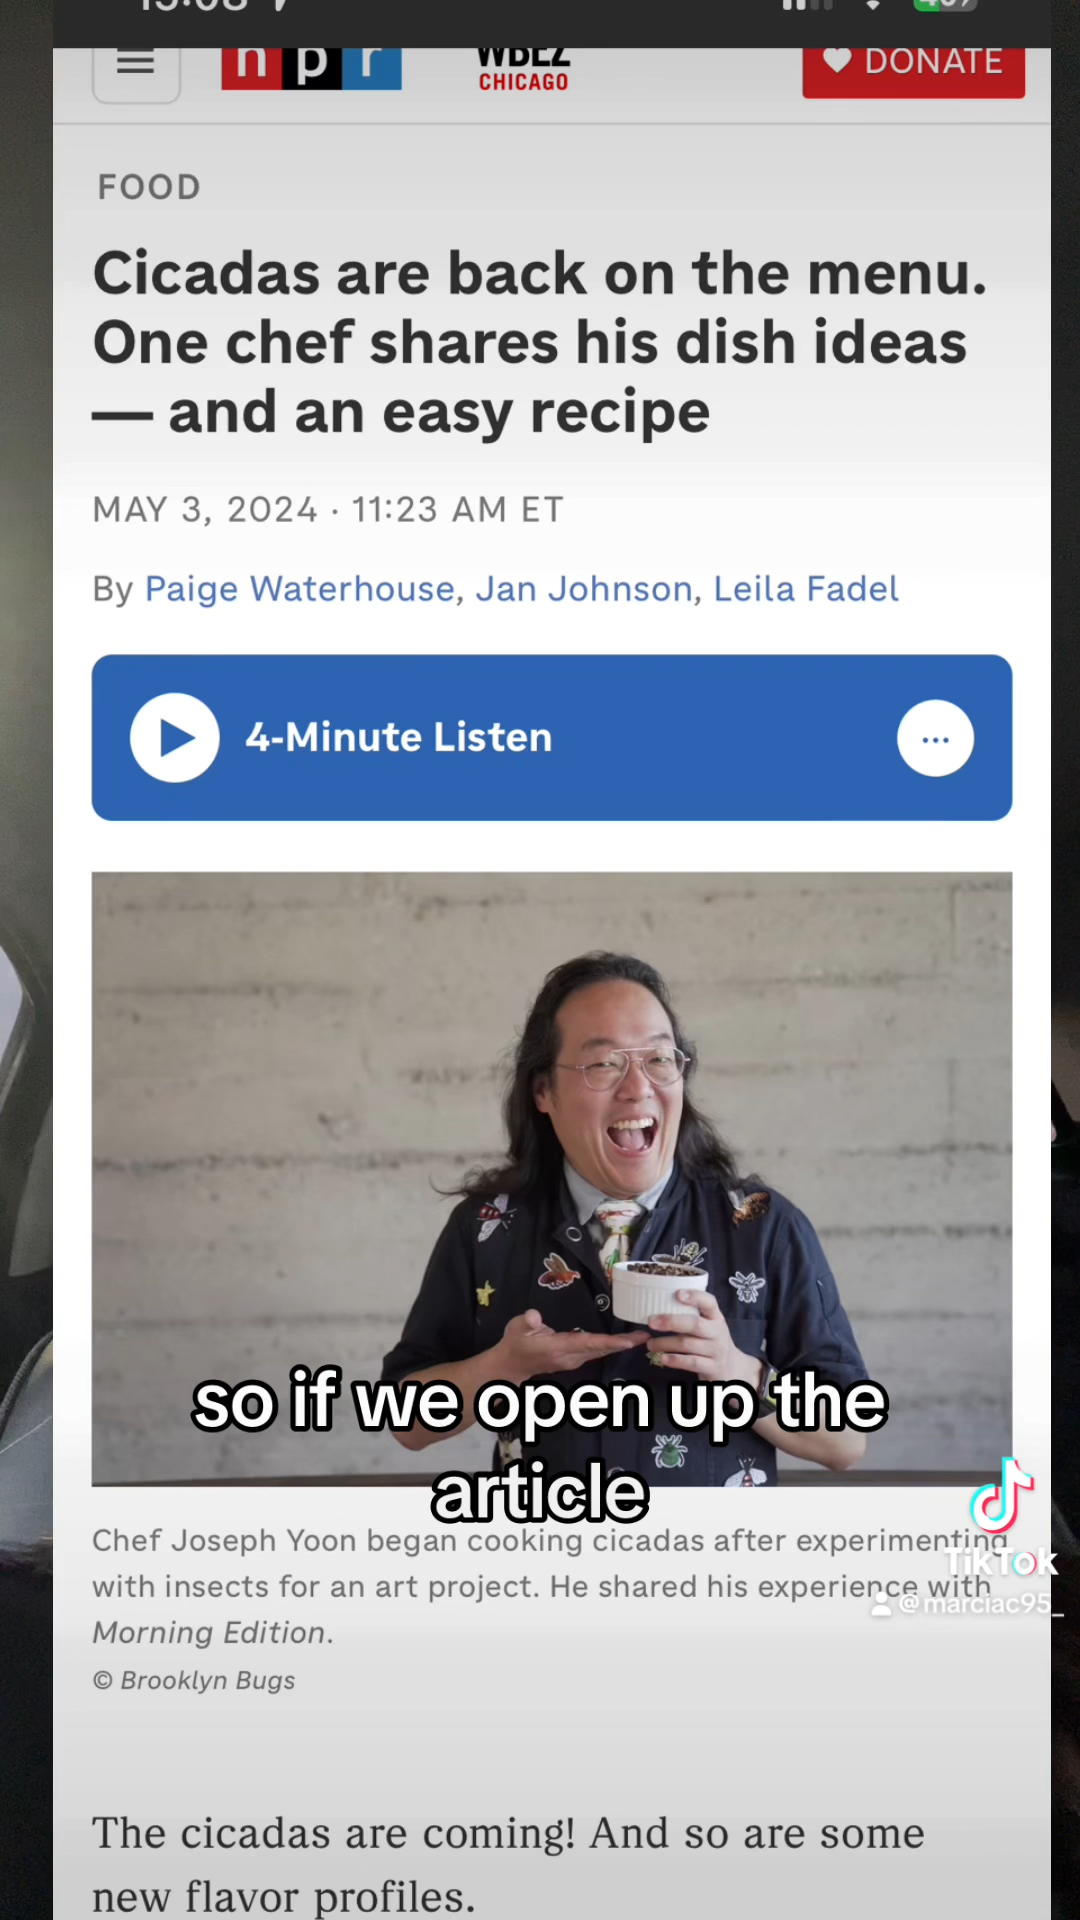 npr
WBEZ
CHICAGO
DONATE
FOOD
Cicadas are back on the menu.
One chef shares his dish ideas
— and an easy recipe
MAY 3, 2024 · 11:23 AM ET
By Paige Waterhouse, Jan Johnson, Leila Fadel
4-Minute Listen
so if we open up the
article
Chef Joseph Yoon began cooking cicadas after experimenting
with insects for an art project. He shared his experience with
Morning Edition.
© Brooklyn Bugs
TikTok
@marciac95_
The cicadas are coming! And so are some
new flavor profiles.